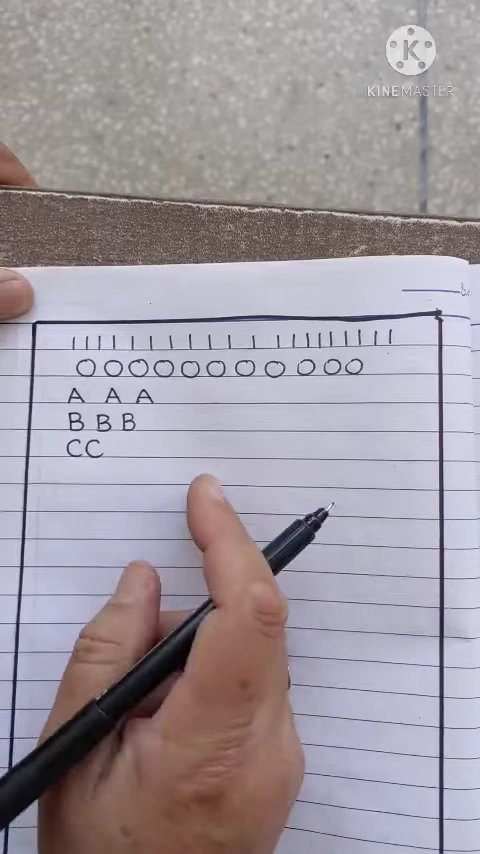 K
KINEMASTER
| | | | | | | | | | | | | | | | | | | |
O O O O O O O O O O O
A A A
B B B
C C